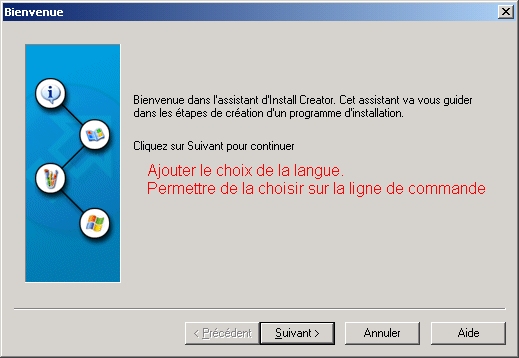 Bienvenue
Bienvenue dans l'assistant d'Install Creator. Cet assistant va vous guider
dans les étapes de création d'un programme d'installation.
Cliquez sur Suivant pour continuer
Ajouter le choix de la langue.
Permettre de la choisir sur la ligne de commande
< Précédent Suivant > Annuler Aide